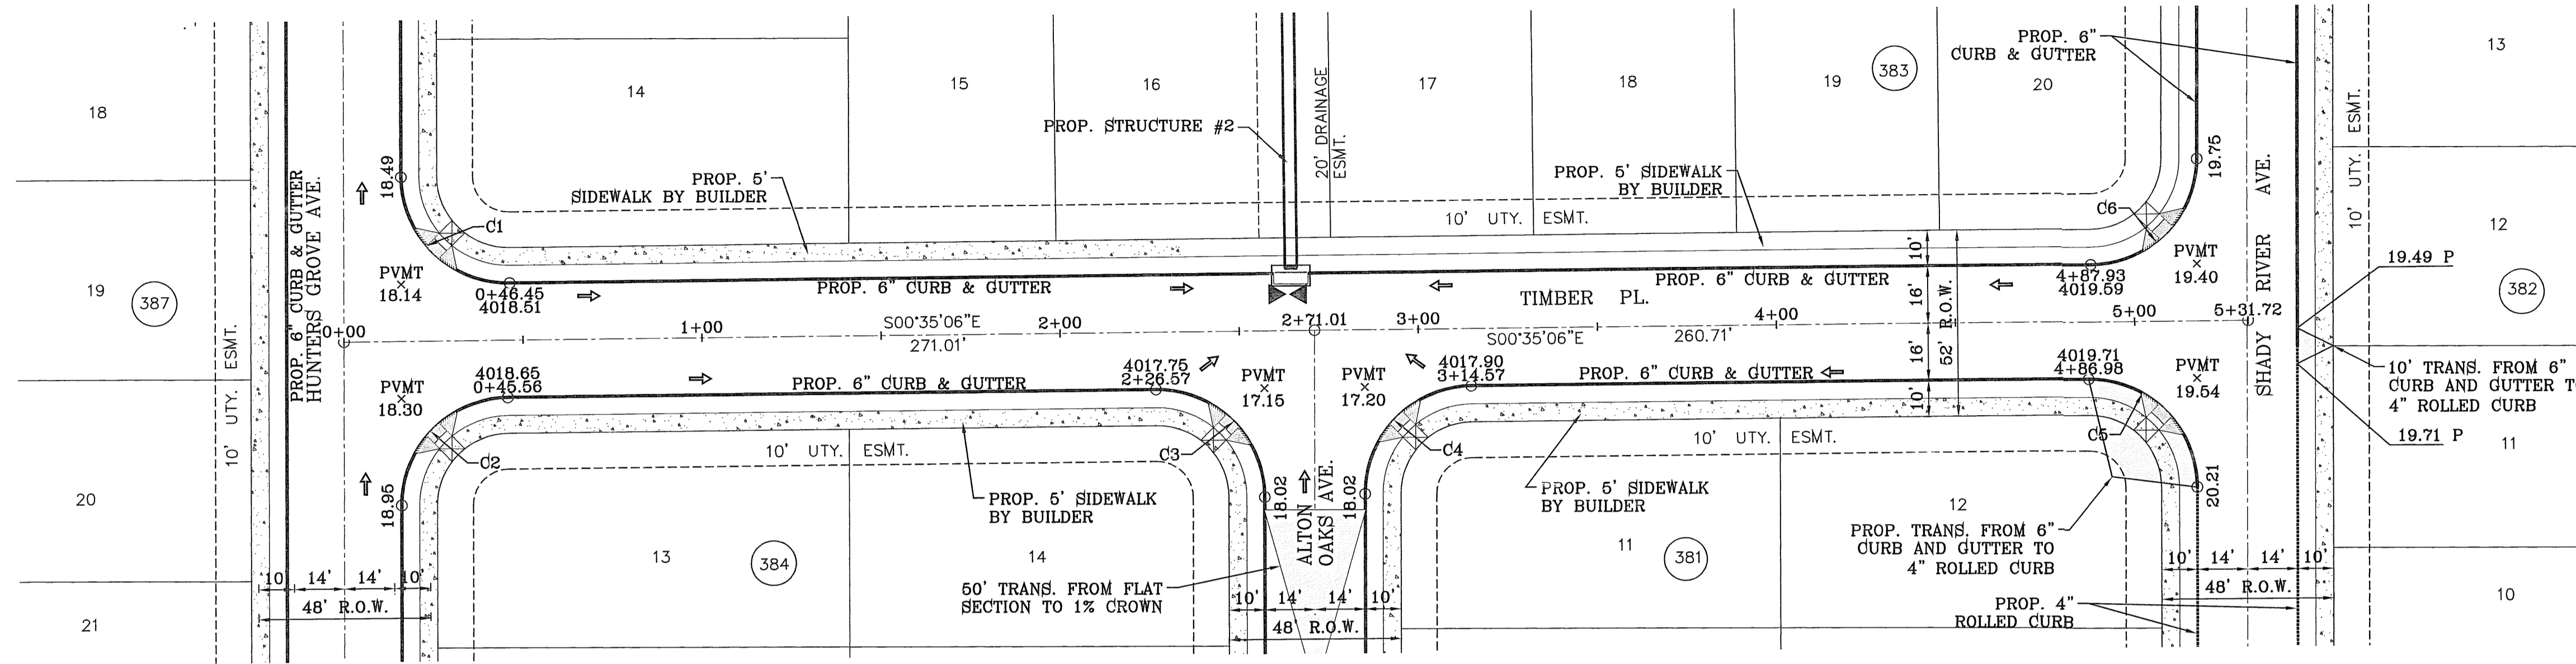 18
19
387
20
21
10' UTY. ESMT.
PROP. 6" CURB & GUTTER
HUNTERS GROVE AVE.
10'
14'
14'
10'
48' R.O.W.
18.49
PVMT
18.14
0+00
PVMT
18.30
18.95
14
15
16
PROP. STRUCTURE #2
20' DRAINAGE
ESMT.
17
18
19
383
20
PROP. 6"
CURB & GUTTER
PROP. 5'
SIDEWALK BY BUILDER
PROP. 5' SIDEWALK
BY BUILDER
10' UTY. ESMT.
C1
C6
0+46.45
4018.51
PROP. 6" CURB & GUTTER
PROP. 6" CURB & GUTTER
TIMBER PL.
4+87.93
4019.59
PVMT
19.40
19.75
1+00
S00°35'06"E
271.01'
2+00
2+71.01
3+00
S00°35'06"E
260.71'
4+00
5+00
5+31.72
10'
16'
16'
10'
52' R.O.W.
4018.65
0+45.56
PROP. 6" CURB & GUTTER
4017.75
2+26.57
PVMT
17.15
PVMT
17.20
4017.90
3+14.57
PROP. 6" CURB & GUTTER
4019.71
4+86.98
PVMT
19.54
C2
10' UTY. ESMT.
C3
C4
10' UTY. ESMT.
C5
PROP. 5' SIDEWALK
BY BUILDER
PROP. 5' SIDEWALK
BY BUILDER
18.02
ALTON
OAKS AVE.
18.02
13
384
14
50' TRANS. FROM FLAT
SECTION TO 1% CROWN
10'
14'
14'
10'
48' R.O.W.
11
381
12
PROP. TRANS. FROM 6"
CURB AND GUTTER TO
4" ROLLED CURB
PROP. 4"
ROLLED CURB
20.21
10'
14'
14'
10'
48' R.O.W.
SHADY RIVER AVE.
10' UTY. ESMT.
13
12
19.49 P
382
10' TRANS. FROM 6"
CURB AND GUTTER
4" ROLLED CURB
19.71 P
11
10